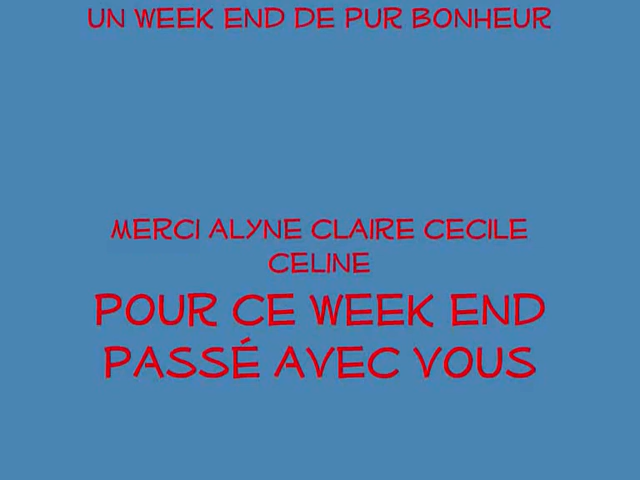 UN WEEK END DE PUR BONHEUR
MERCI ALYNE CLAIRE CECILE
CELINE
POUR CE WEEK END
PASSÉ AVEC VOUS